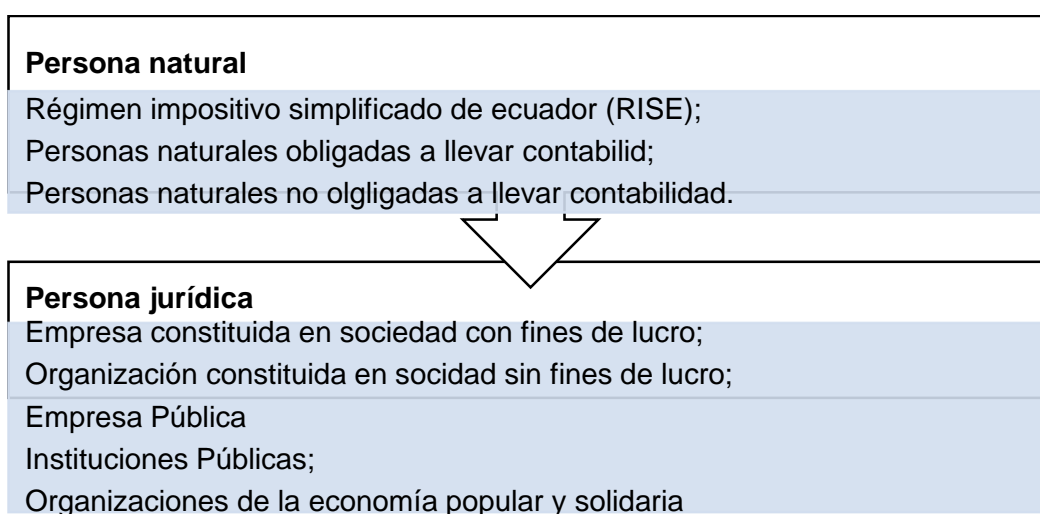 Persona natural
Régimen impositivo simplificado de ecuador (RISE);
Personas naturales obligadas a llevar contabilid;
Personas naturales no olgligadas a llevar contabilidad.
Persona jurídica
Empresa constituida en sociedad con fines de lucro;
Organización constituida en socidad sin fines de lucro;
Empresa Pública
Instituciones Públicas;
Organizaciones de la economía popular y solidaria